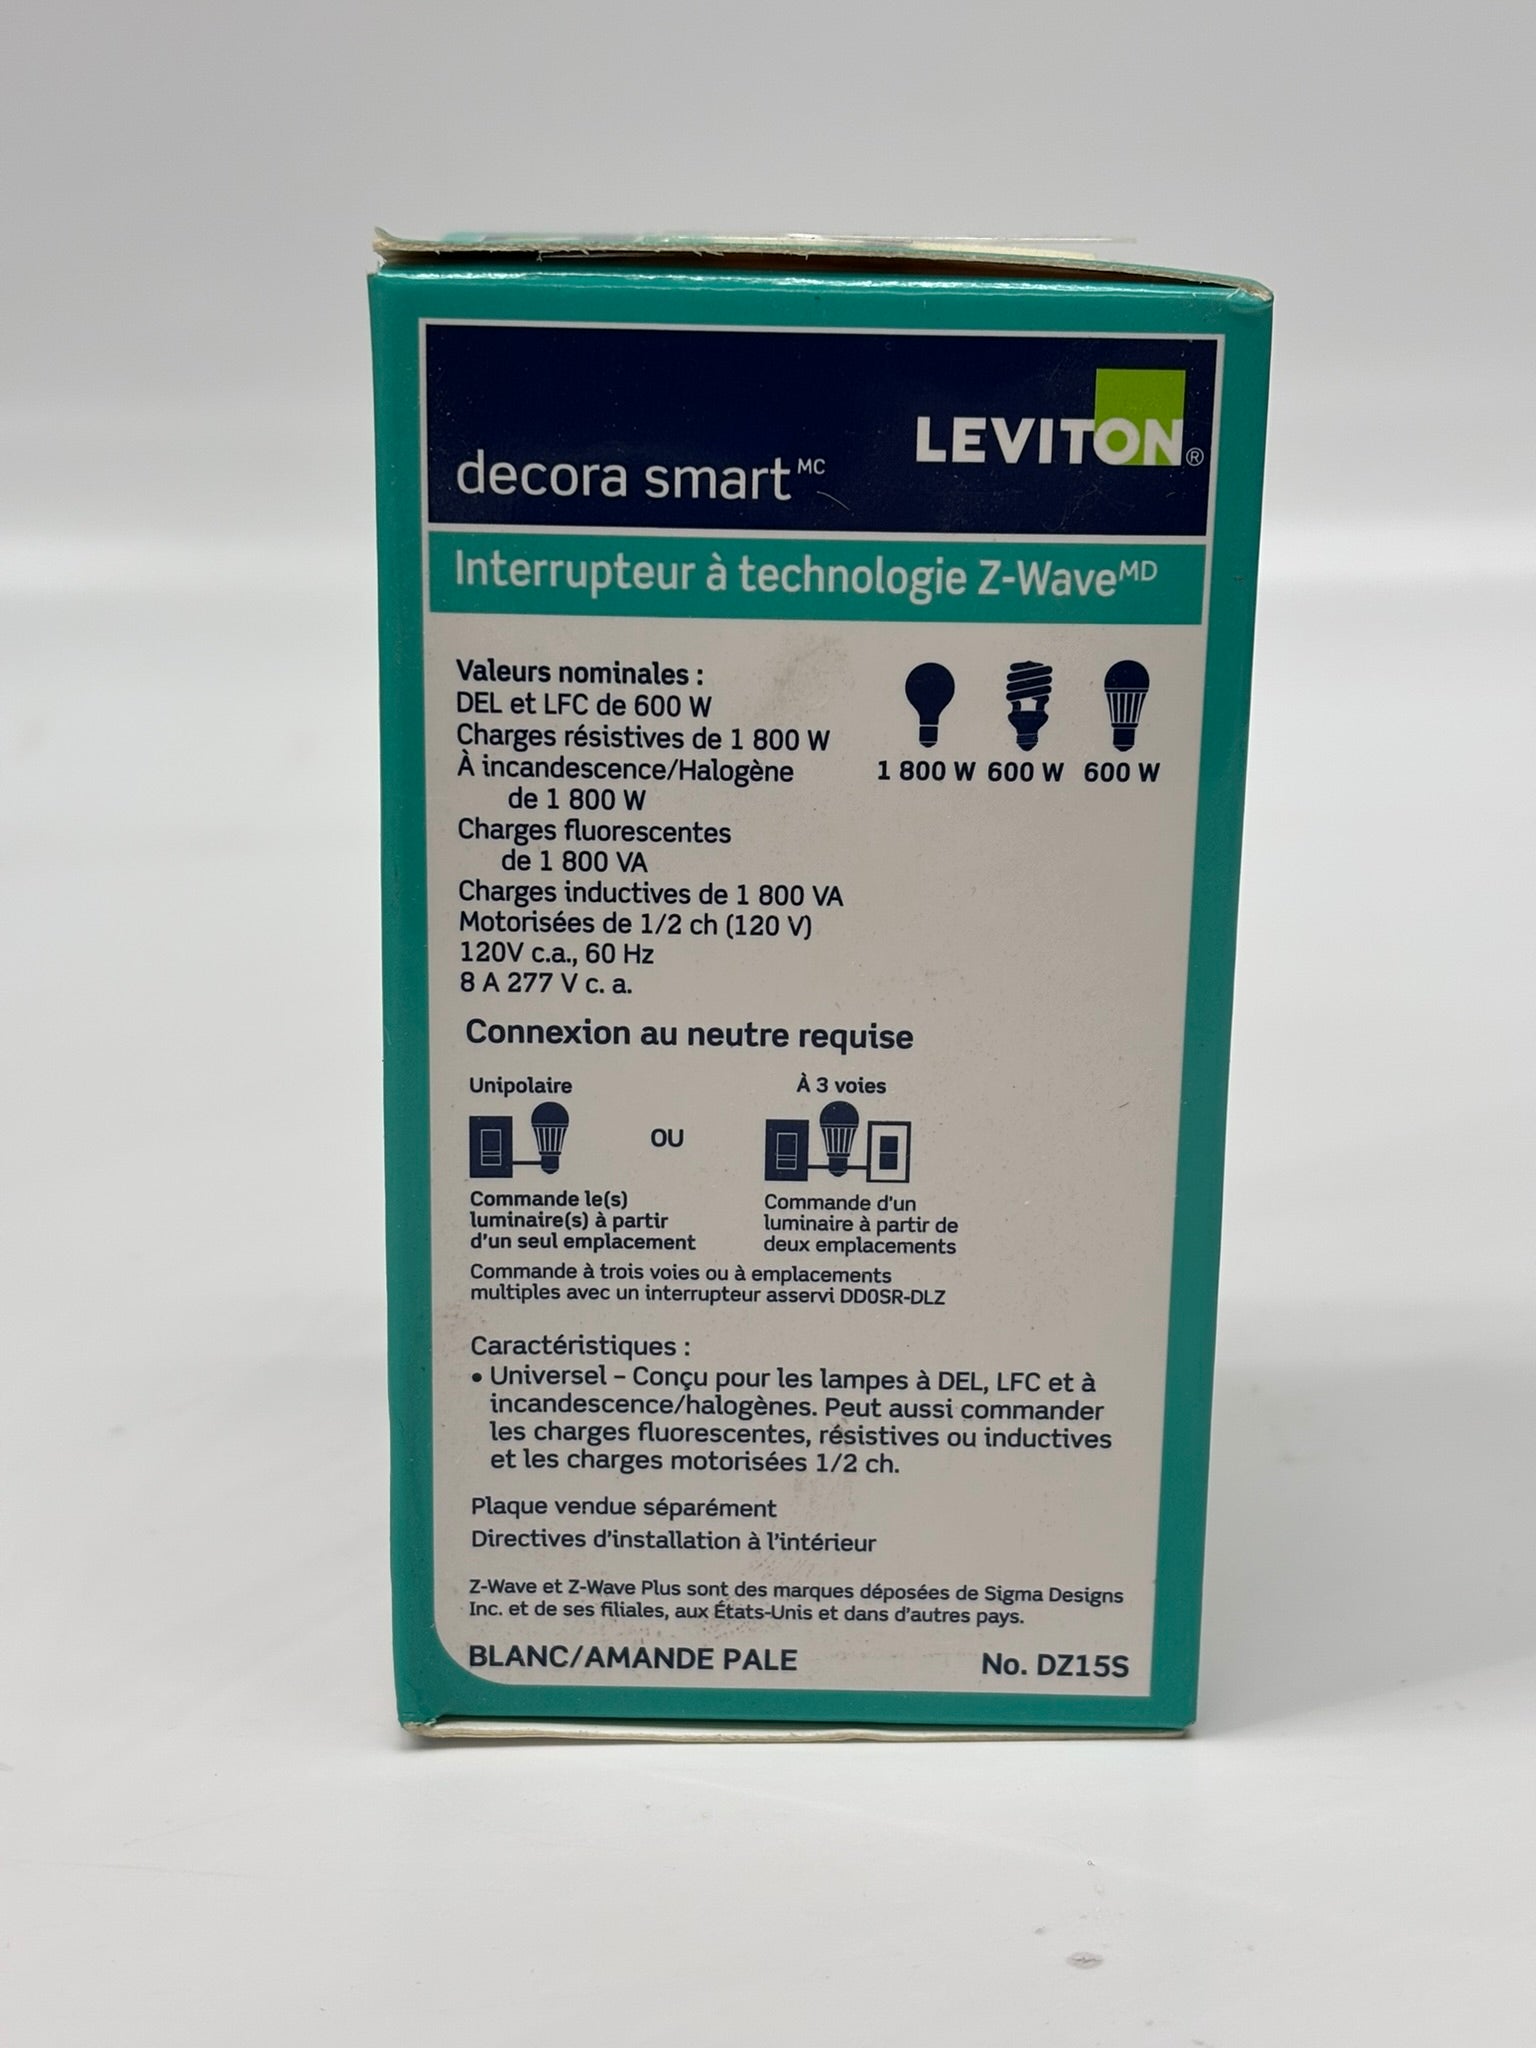 LEVITON®
decora smart MC
Interrupteur à technologie Z-Wave MD
Valeurs nominales :
DEL et LFC de 600 W
Charges résistives de 1 800 W
À incandescence/Halogène
de 1 800 W
Charges fluorescentes
de 1 800 VA
Charges inductives de 1 800 VA
Motorisées de 1/2 ch (120 V)
120V c.a., 60 Hz
8 A 277 V c. a.
1 800 W 600 W 600 W
Connexion au neutre requise
Unipolaire
OU
À 3 voies
Commande le(s)
luminaire(s) à partir
d'un seul emplacement
Commande d'un
luminaire à partir de
deux emplacements
Commande à trois voies ou à emplacements
multiples avec un interrupteur asservi DD0SR-DLZ
Caractéristiques :
• Universel – Conçu pour les lampes à DEL, LFC et à
incandescence/halogènes. Peut aussi commander
les charges fluorescentes, résistives ou inductives
et les charges motorisées 1/2 ch.
Plaque vendue séparément
Directives d'installation à l'intérieur
Z-Wave et Z-Wave Plus sont des marques déposées de Sigma Designs
Inc. et de ses filiales, aux États-Unis et dans d'autres pays.
BLANC/AMANDE PALE
No. DZ15S